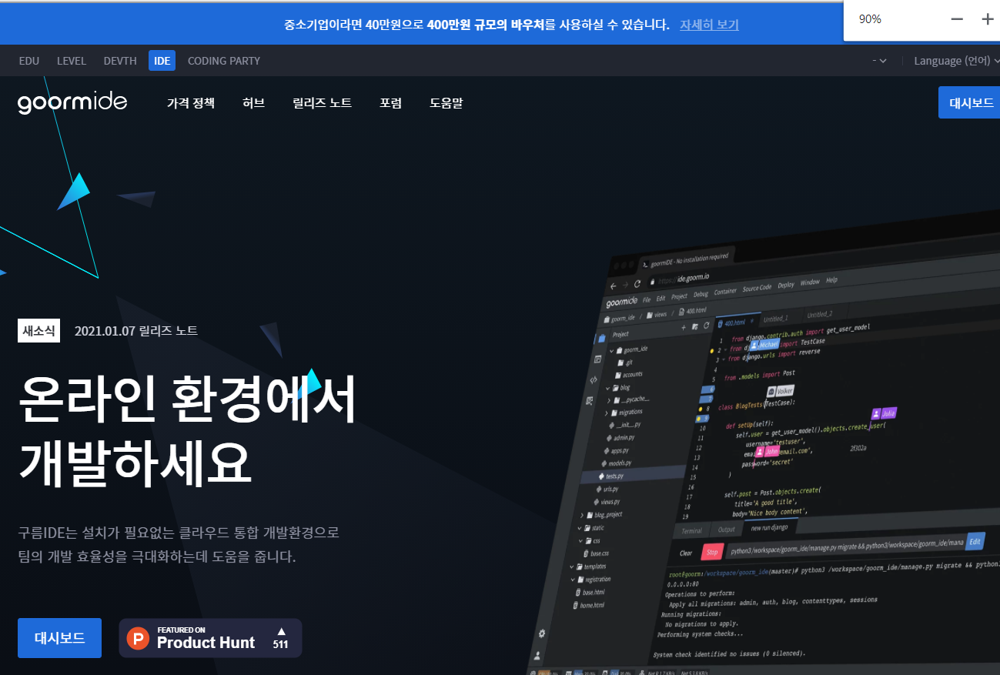 중소기업이라면 40만원으로 400만원 규모의 바우처를 사용하실 수 있습니다. 자세히 보기
90%
EDU LEVEL DEVTH IDE CODING PARTY
- Language (언어)
goormide 가격 정책 허브 릴리즈 노트 포럼 도움말 대시보드
새소식 2021.01.07 릴리즈 노트
온라인 환경에서
개발하세요
구름IDE는 설치가 필요없는 클라우드 통합 개발환경으로
팀의 개발 효율성을 극대화하는데 도움을 줍니다.
대시보드
P FEATURED ON
Product Hunt
511
goormIDE - No installation required
https:// ide.goorm.io
goormide File Edit Project Debug Container Source Code Deploy Window Help
goorm_ide / views / 400.html
Project
goorm_ide
.git
accounts
blog
__pycache__
migrations
__init__.py
admin.py
apps.py
models.py
tests.py
urls.py
views.py
blog_project
static
css
base.css
templates
registration
base.html
home.html
400.html Untitled_1 Untitled_2
1 from django.contrib.auth import get_user_model
2 from dj Michael import TestCase
3 from django.urls import reverse
4
5 from .models import Post
6
7 Volker
8 class BlogTests(TestCase):
9
10 def setUp(self): Julia
11 self.user = get_user_model().objects.create_user(
12 username='testuser', 2f302a
13 ema John email.com',
14 password='secret'
15 )
16
17 self.post = Post.objects.create(
18 title='A good title',
19 body='Nice body content',
Terminal Output new run django
Clear Stop python3 /workspace/goorm_ide/manage.py migrate && python3/workspace/goorm_ide/mana Edit
root@goorm:/workspace/goorm_ide(master)# python3 /workspace/goorm_ide/manage.py migrate && python3
0.0.0.0:80
Operations to perform:
Apply all migrations: admin, auth, blog, contenttypes, sessions
Running migrations:
No migrations to apply.
Performing system checks...
System check identified no issues (0 silenced).